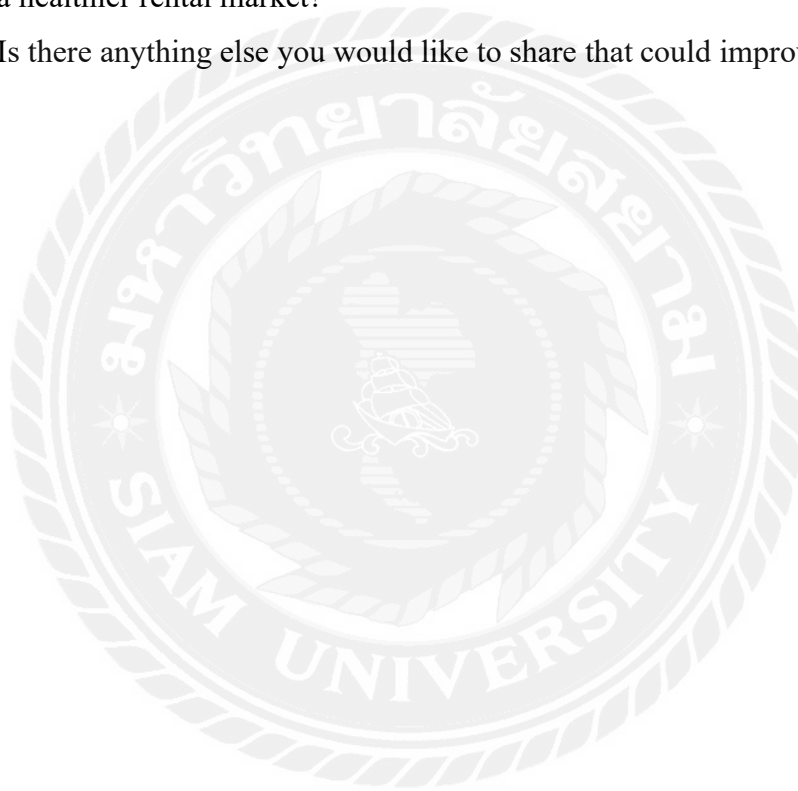 a healthier rental market?
Is there anything else you would like to share that could impro
มหาวิทยาลัยสยาม
SIAM UNIVERSITY